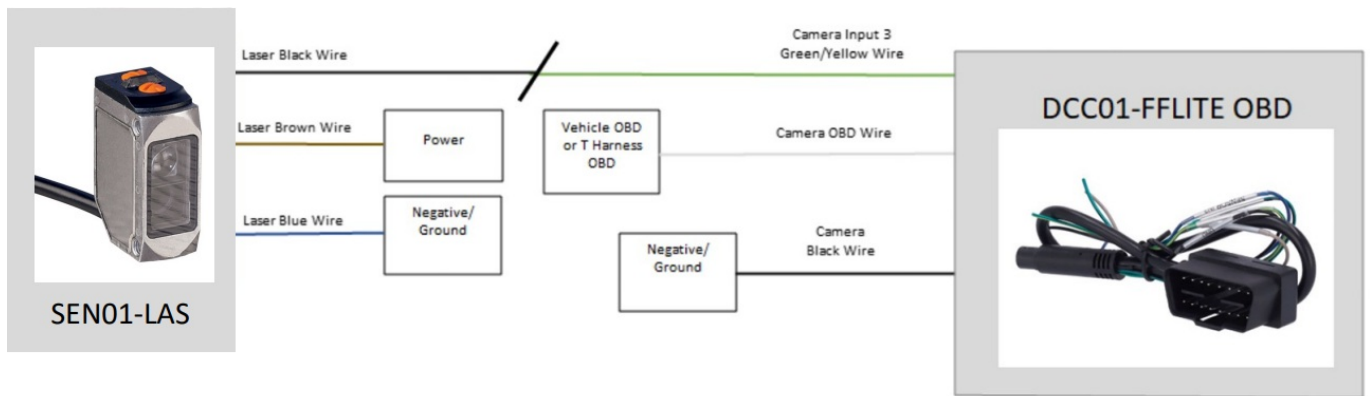 Camera Input 3
Green/Yellow Wire
Laser Black Wire
DCC01-FFLITE OBD
Laser Brown Wire
Power
Vehicle OBD
or T Harness
OBD
Camera OBD Wire
Laser Blue Wire
Negative/
Ground
Negative/
Ground
Camera
Black Wire
SEN01-LAS